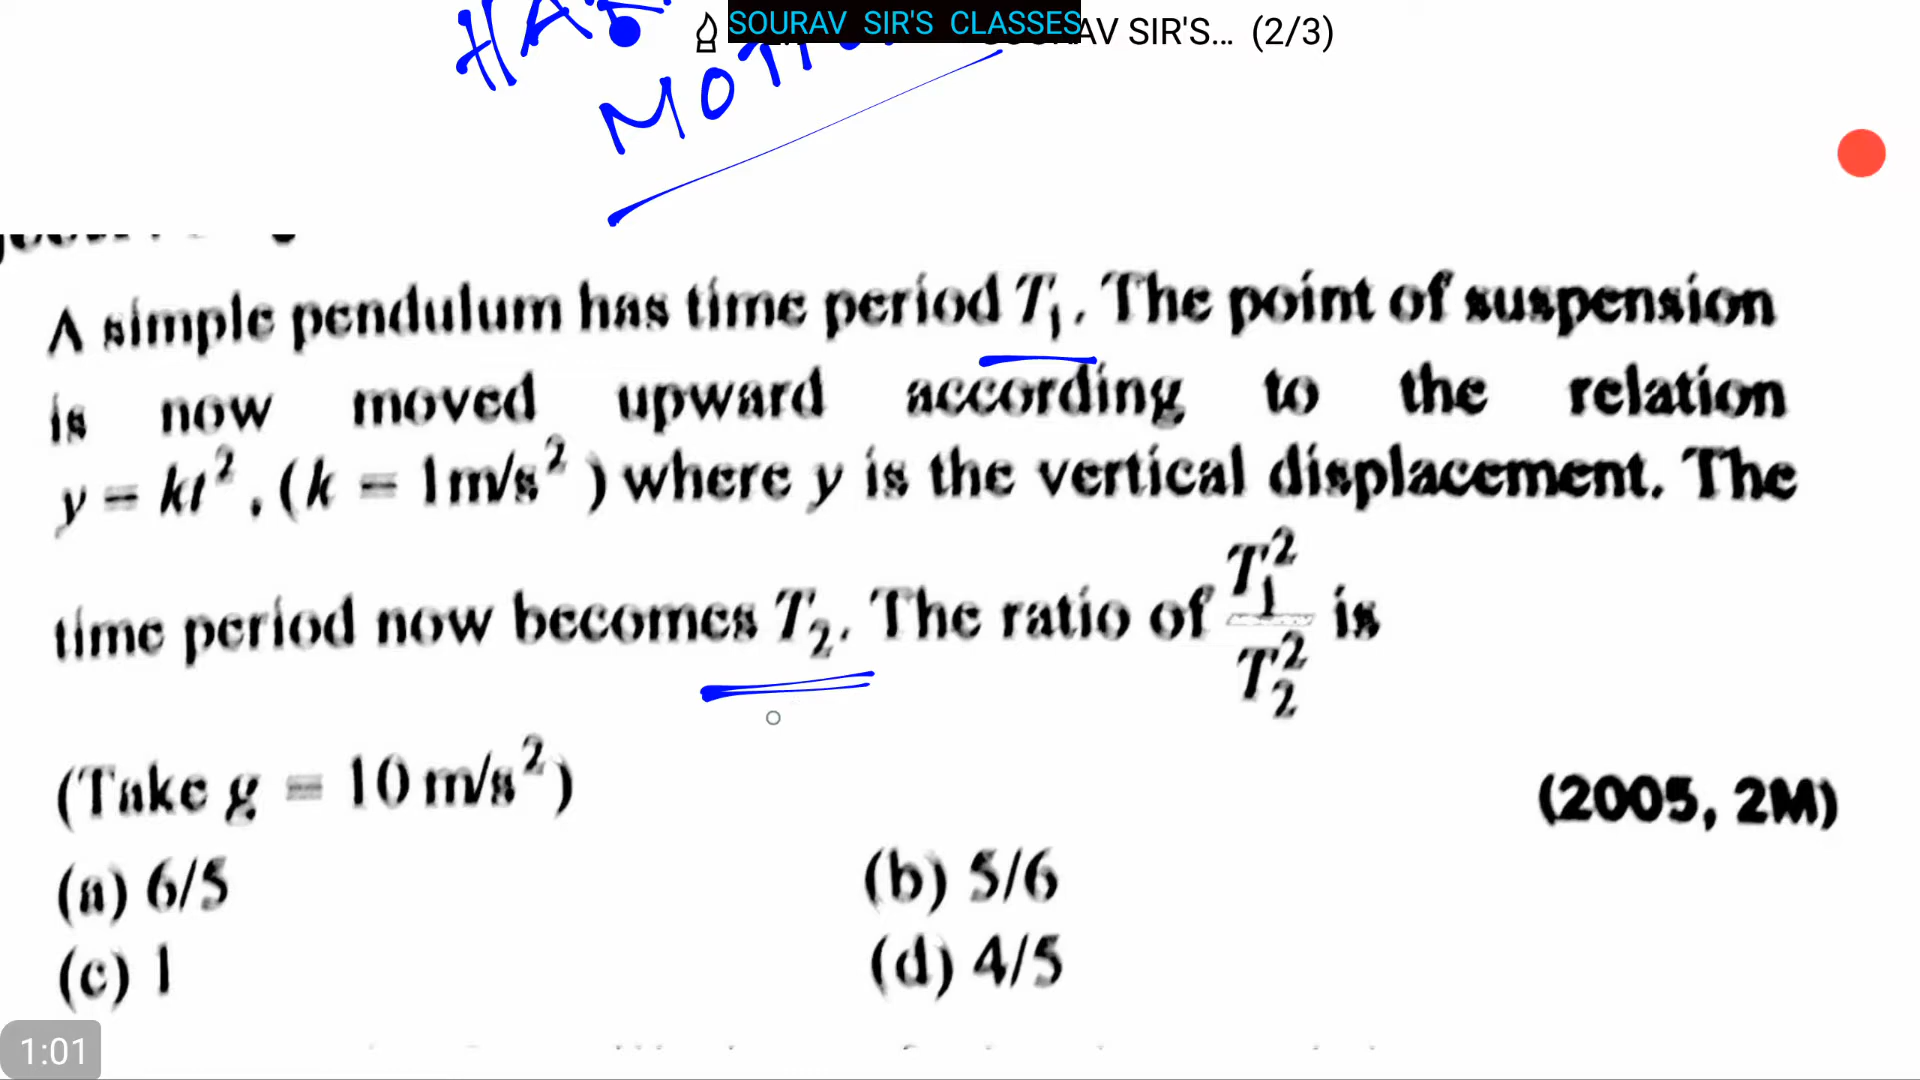 SOURAV SIR'S CLASSES
AV SIR'S... (2/3)
A simple pendulum has time period T₁. The point of suspension
is now moved upward according to the relation
y = kt², (k = 1m/s²) where y is the vertical displacement. The
time period now becomes T₂. The ratio of T₁²/T₂² is
(Take g = 10 m/s²)
(2005, 2M)
(a) 6/5
(b) 5/6
(c) 1
(d) 4/5
1:01